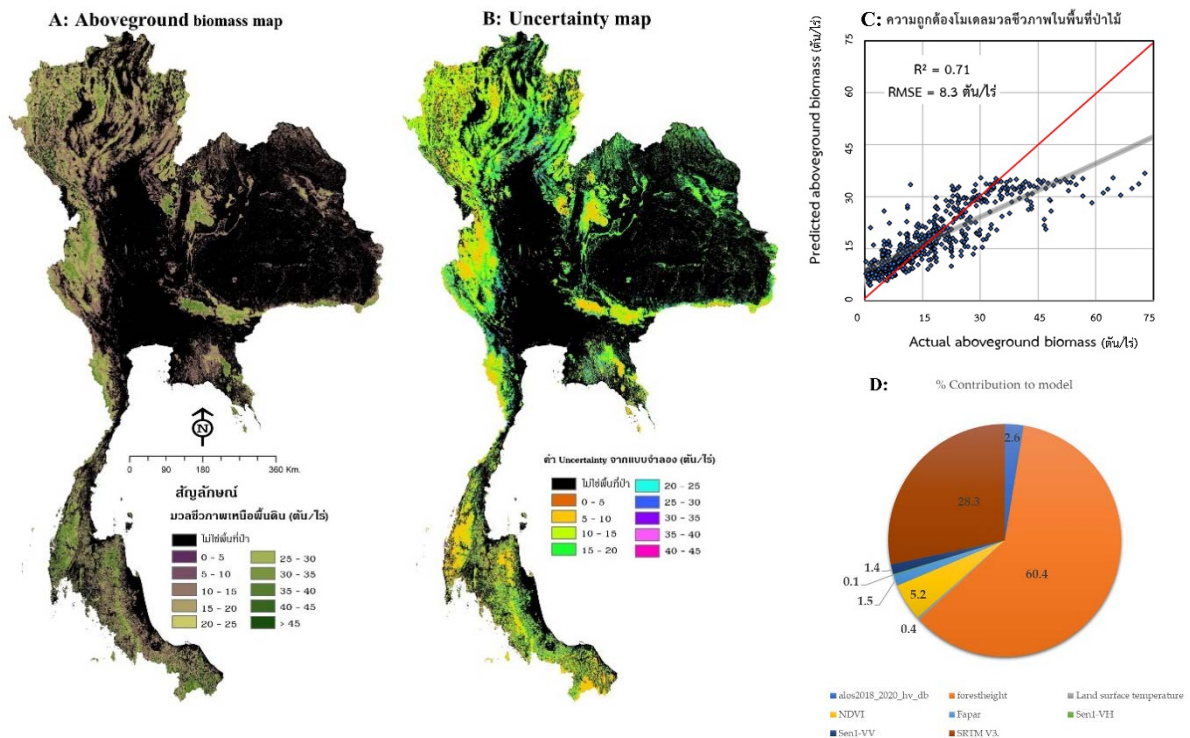 A: Aboveground biomass map
N
0 90 180 360 Km.
สัญลักษณ์
มวลชีวภาพเหนือพื้นดิน (ตัน/ไร่)
ไม่ใช่พื้นที่ป่า
0 - 5
5 - 10
10 - 15
15 - 20
20 - 25
25 - 30
30 - 35
35 - 40
40 - 45
> 45
B: Uncertainty map
ค่า Uncertainty จากแบบจำลอง (ตัน/ไร่)
ไม่ใช่พื้นที่ป่า
0 - 5
5 - 10
10 - 15
15 - 20
20 - 25
25 - 30
30 - 35
35 - 40
40 - 45
C: ความถูกต้องโมเดลมวลชีวภาพในพื้นที่ป่าไม้
Predicted aboveground biomass (ตัน/ไร่)
75
60
45
30
15
0
R² = 0.71
RMSE = 8.3 ตัน/ไร่
0 15 30 45 60 75
Actual aboveground biomass (ตัน/ไร่)
D: % Contribution to model
2.6
28.3
60.4
1.4
0.1
1.5
5.2
0.4
alos2018_2020_hv_db
forestheight
Land surface temperature
NDVI
Fapar
Sen1-VH
Sen1-VV
SRTM V3.